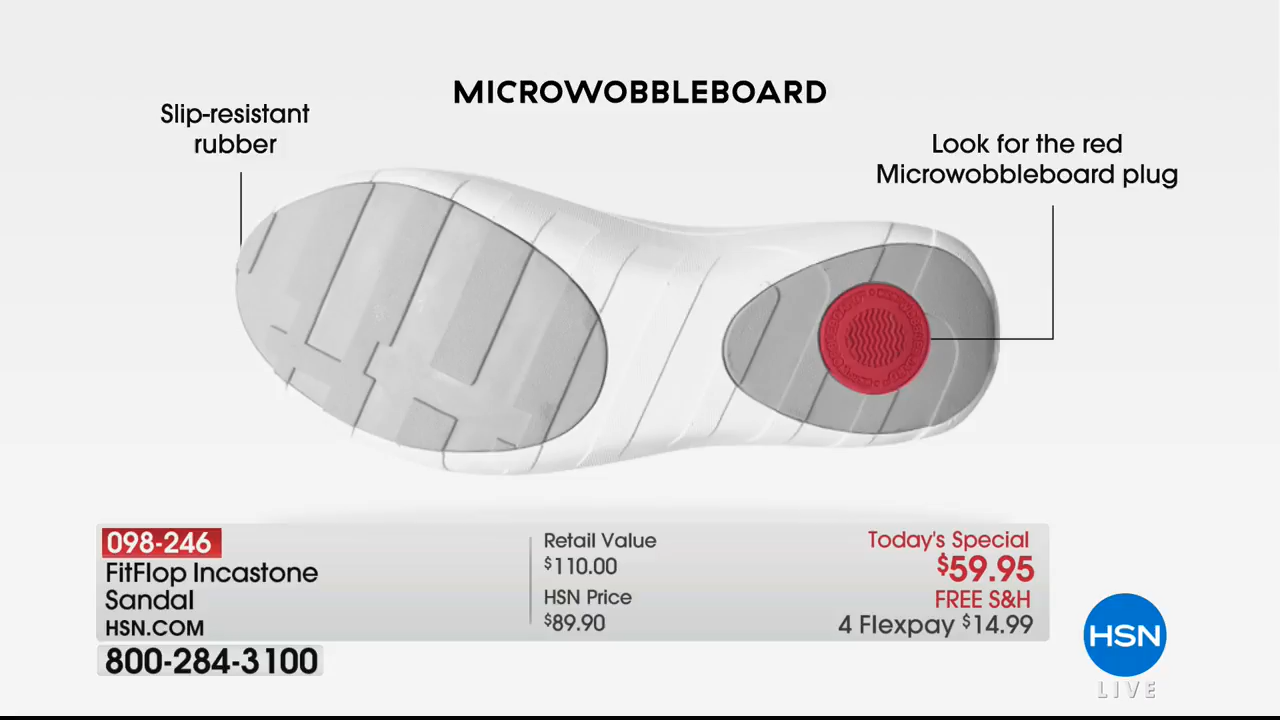 MICROWOBBLEBOARD
Slip-resistant
rubber
Look for the red
Microwobbleboard plug
098-246
FitFlop Incastone
Sandal
HSN.COM
800-284-3100
Retail Value
$110.00
HSN Price
$89.90
Today's Special
$59.95
FREE S&H
4 Flexpay $14.99
HSN
LIVE